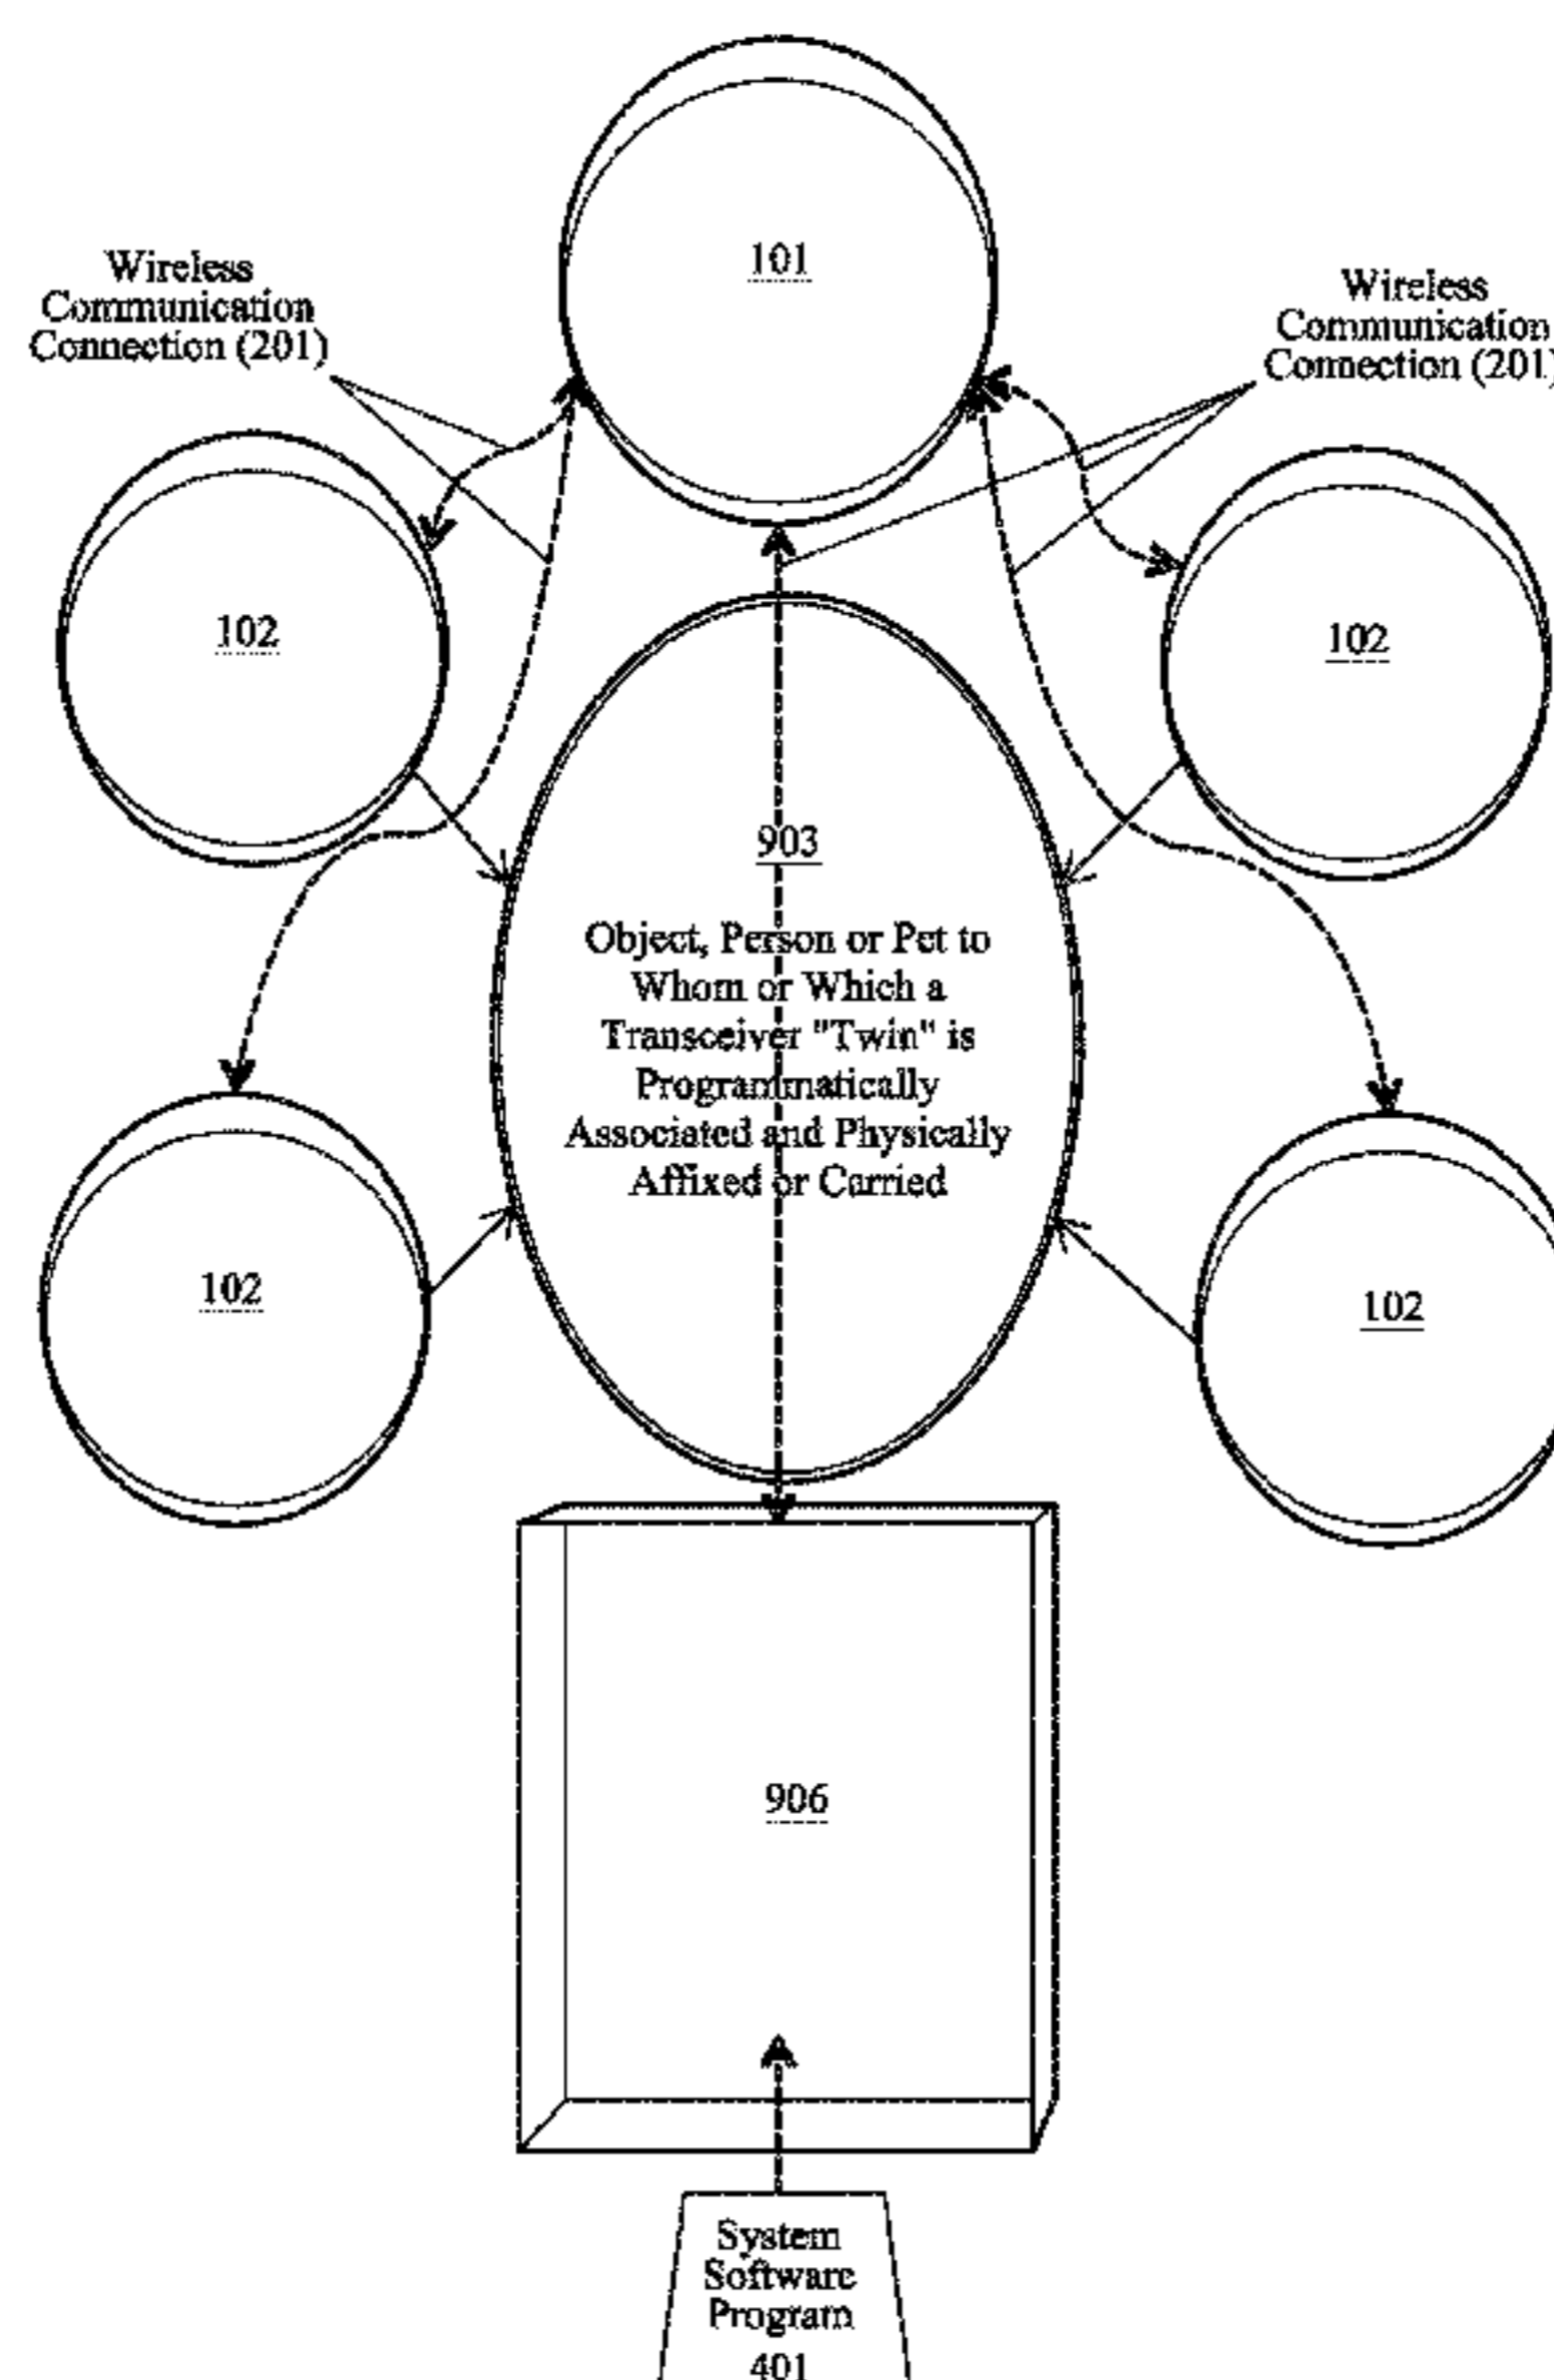 101
Wireless
Communication
Connection (201)
Wireless
Communication
Connection (201)
102
102
903
Object, Person or Pet to
Whom or Which a
Transceiver "Twin" is
Programmatically
Associated and Physically
Affixed or Carried
102
102
906
System
Software
Program
401